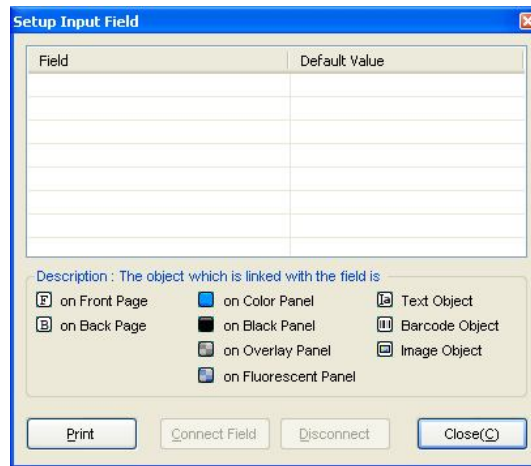 Setup Input Field
Field Default Value
Description : The object which is linked with the field is
F on Front Page on Color Panel Ia Text Object
B on Back Page on Black Panel Barcode Object
on Overlay Panel Image Object
on Fluorescent Panel
Print Connect Field Disconnect Close(C)